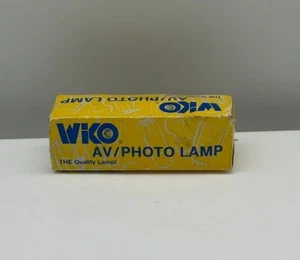 WIKO AV/PHOTO LAMP
WIKO®
AV/PHOTO LAMP
THE Quality Lamp!